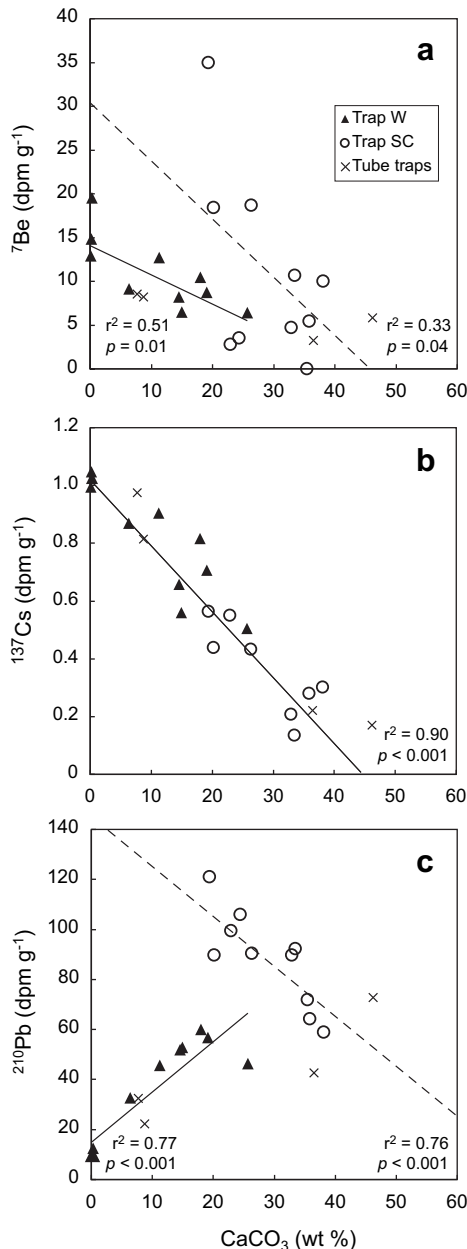 a
40
35
30
25
20
15
10
5
0
⁷Be (dpm g⁻¹)
Trap W
Trap SC
Tube traps
r² = 0.51
p = 0.01
r² = 0.33
p = 0.04
0 10 20 30 40 50 60
b
1.2
1.0
0.8
0.6
0.4
0.2
0
¹³⁷Cs (dpm g⁻¹)
r² = 0.90
p < 0.001
0 10 20 30 40 50 60
c
140
120
100
80
60
40
20
0
²¹⁰Pb (dpm g⁻¹)
r² = 0.77
p < 0.001
r² = 0.76
p < 0.001
0 10 20 30 40 50 60
CaCO₃ (wt %)